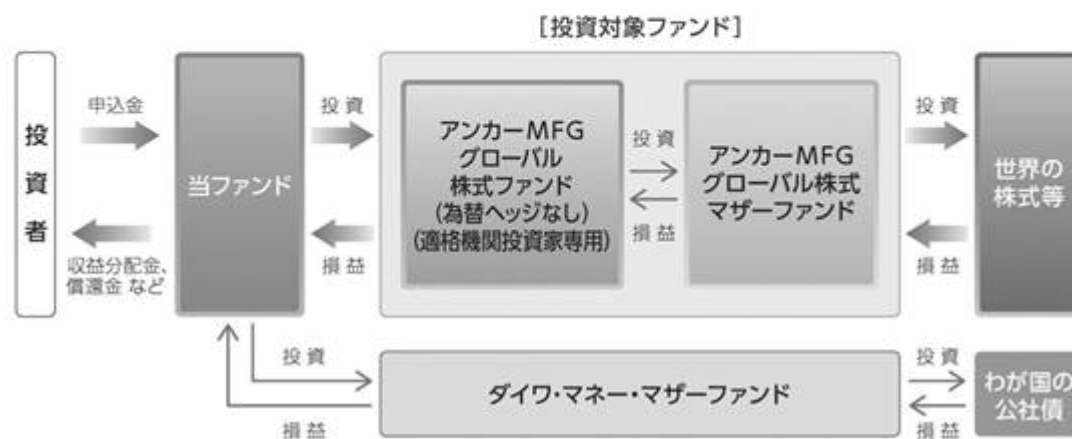 [投資対象ファンド]
投資者
申込金
収益分配金、
償還金 など
当ファンド
投資
損益
アンカーMFG
グローバル
株式ファンド
(為替ヘッジなし)
(適格機関投資家専用)
投資
損益
アンカーMFG
グローバル株式
マザーファンド
投資
損益
世界の
株式等
投資
損益
ダイワ・マネー・マザーファンド
投資
損益
わが国の
公社債